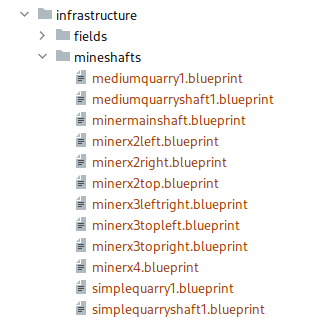 infrastructure
fields
mineshafts
mediumquarry1.blueprint
mediumquarryshaft1.blueprint
minermainshaft.blueprint
minerx2left.blueprint
minerx2right.blueprint
minerx2top.blueprint
minerx3leftright.blueprint
minerx3topleft.blueprint
minerx3topright.blueprint
minerx4.blueprint
simplequarry1.blueprint
simplequarryshaft1.blueprint